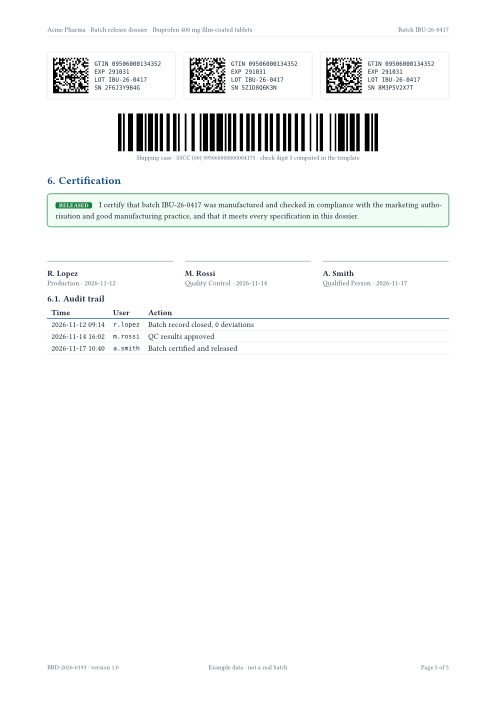 Acme Pharma · Batch release dossier · Ibuprofen 400 mg film-coated tablets
Batch IBU-26-0417
GTIN 09506000134352
EXP 291031
LOT IBU-26-0417
SN 2F6J3Y9B4G
GTIN 09506000134352
EXP 291031
LOT IBU-26-0417
SN 5Z1D8Q6K3N
GTIN 09506000134352
EXP 291031
LOT IBU-26-0417
SN 8M3P5V2X7T
Shipping case · SSCC (00) 395060000000004175 · check digit 5 computed in the template
6. Certification
RELEASED I certify that batch IBU-26-0417 was manufactured and checked in compliance with the marketing autho-
risation and good manufacturing practice, and that it meets every specification in this dossier.
R. Lopez
Production · 2026-11-12
M. Rossi
Quality Control · 2026-11-14
A. Smith
Qualified Person · 2026-11-17
6.1. Audit trail
Time User Action
2026-11-12 09:14 r.lopez Batch record closed, 0 deviations
2026-11-14 16:02 m.rossi QC results approved
2026-11-17 10:40 a.smith Batch certified and released
BRD-2026-0193 · version 1.0
Example data · not a real batch
Page 5 of 5